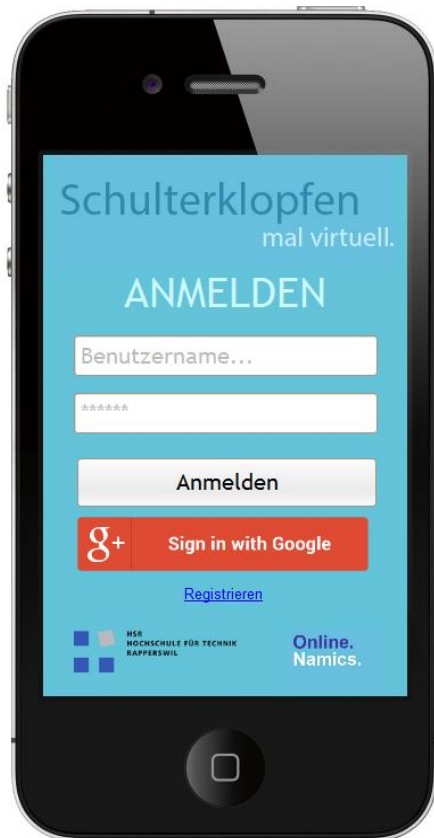 Schulterklopfen
mal virtuell.
ANMELDEN
Benutzername...
******
Anmelden
g+ Sign in with Google
Registrieren
HSR
HOCHSCHULE FÜR TECHNIK
RAPPERSWIL
Online.
Namics.